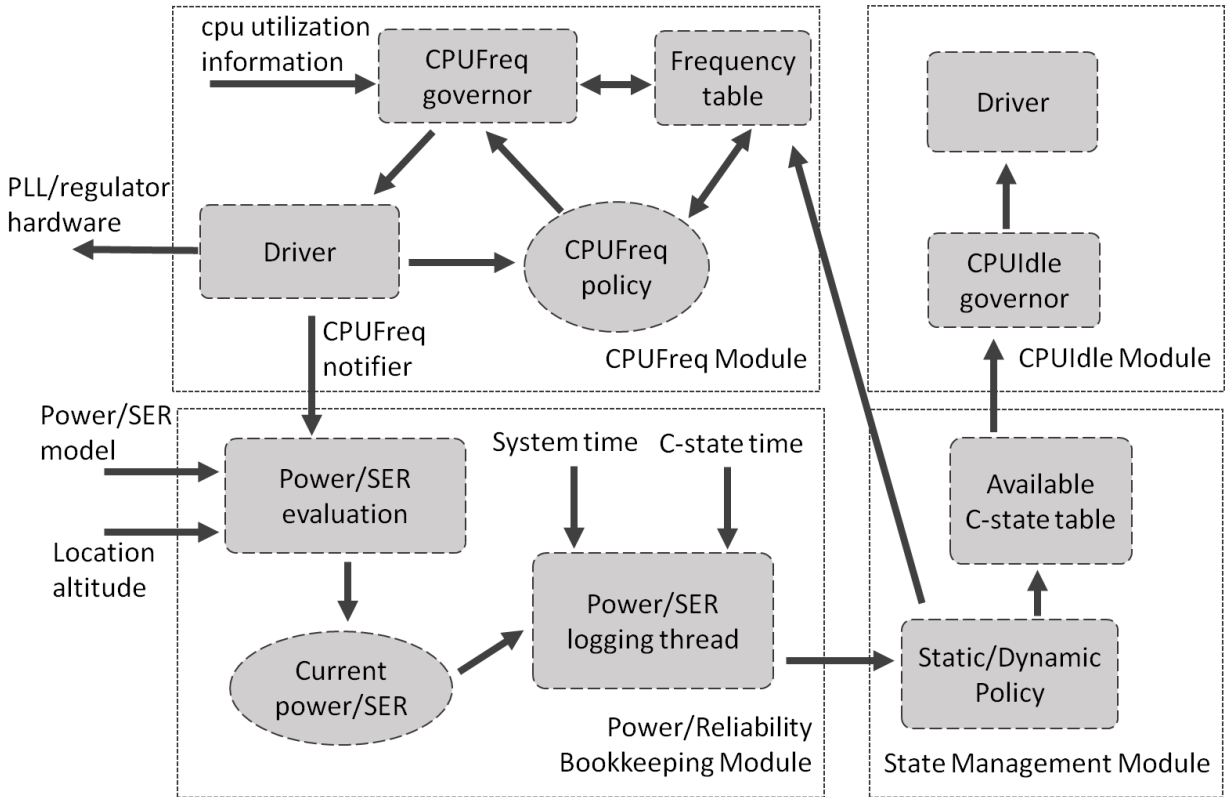 cpu utilization
information
CPUFreq
governor
Frequency
table
Driver
PLL/regulator
hardware
Driver
CPUFreq
policy
CPUIdle
governor
CPUFreq
notifier
CPUFreq Module
CPUIdle Module
Power/SER
model
System time
C-state time
Power/SER
evaluation
Available
C-state table
Location
altitude
Power/SER
logging thread
Static/Dynamic
Policy
Current
power/SER
Power/Reliability
Bookkeeping Module
State Management Module